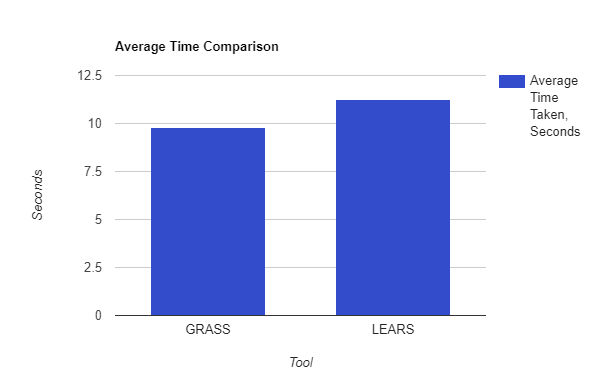 Average Time Comparison
12.5
10
7.5
5
2.5
0
Seconds
GRASS
LEARS
Tool
Average
Time
Taken,
Seconds